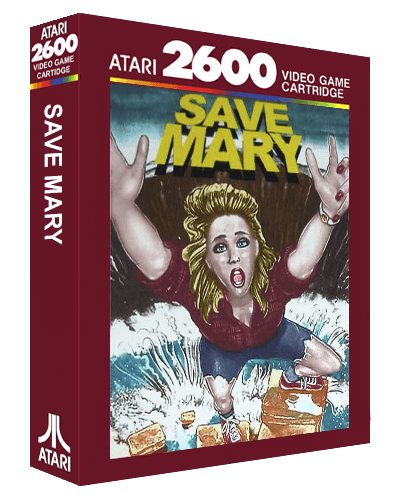 ATARI
2600
VIDEO GAME
CARTRIDGE
SAVE MARY
ATARI
ATARI 2600 VIDEO GAME
CARTRIDGE
SAVE
MARY